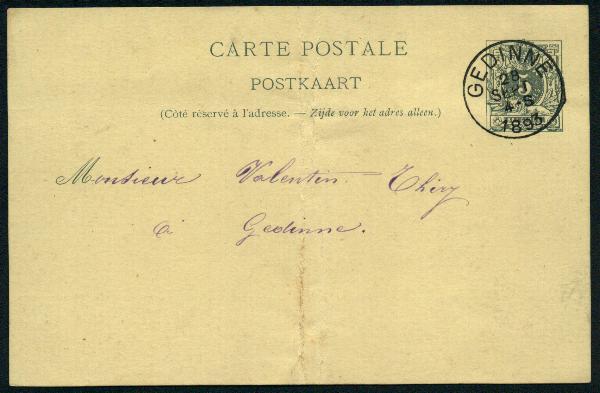 CARTE POSTALE
POSTKAART
(Côté réservé à l'adresse. — Zijde voor het adres alleen.)
GEDINNE
28
SEPT
4-S
1893
5
Monsieur Valentin Thiry
à Gedinne.